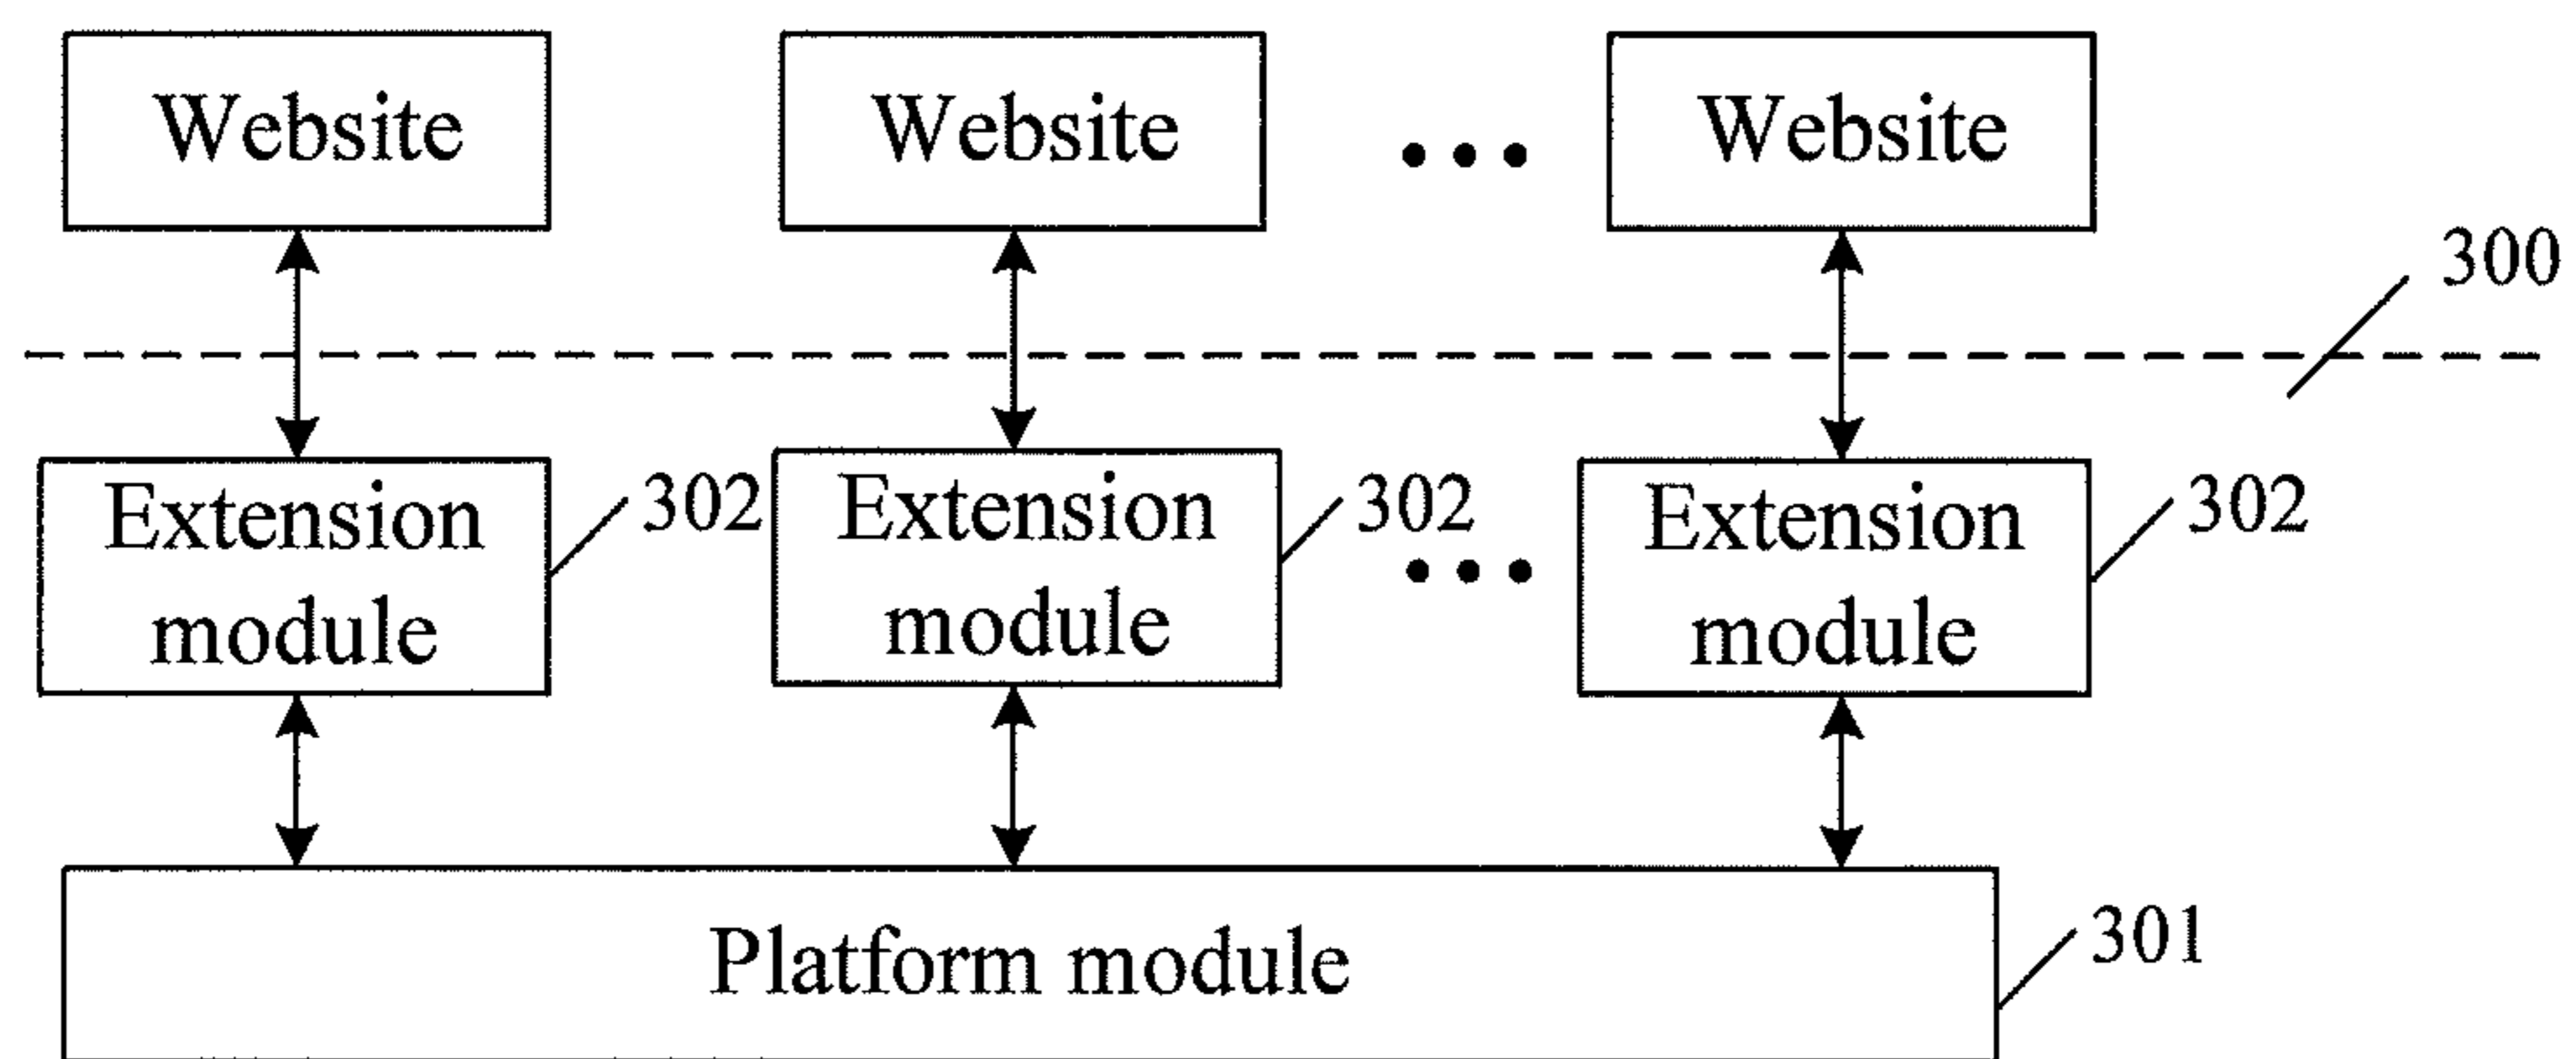 Website
Website
Website
300
Extension
module
302
Extension
module
302
Extension
module
302
Platform module
301